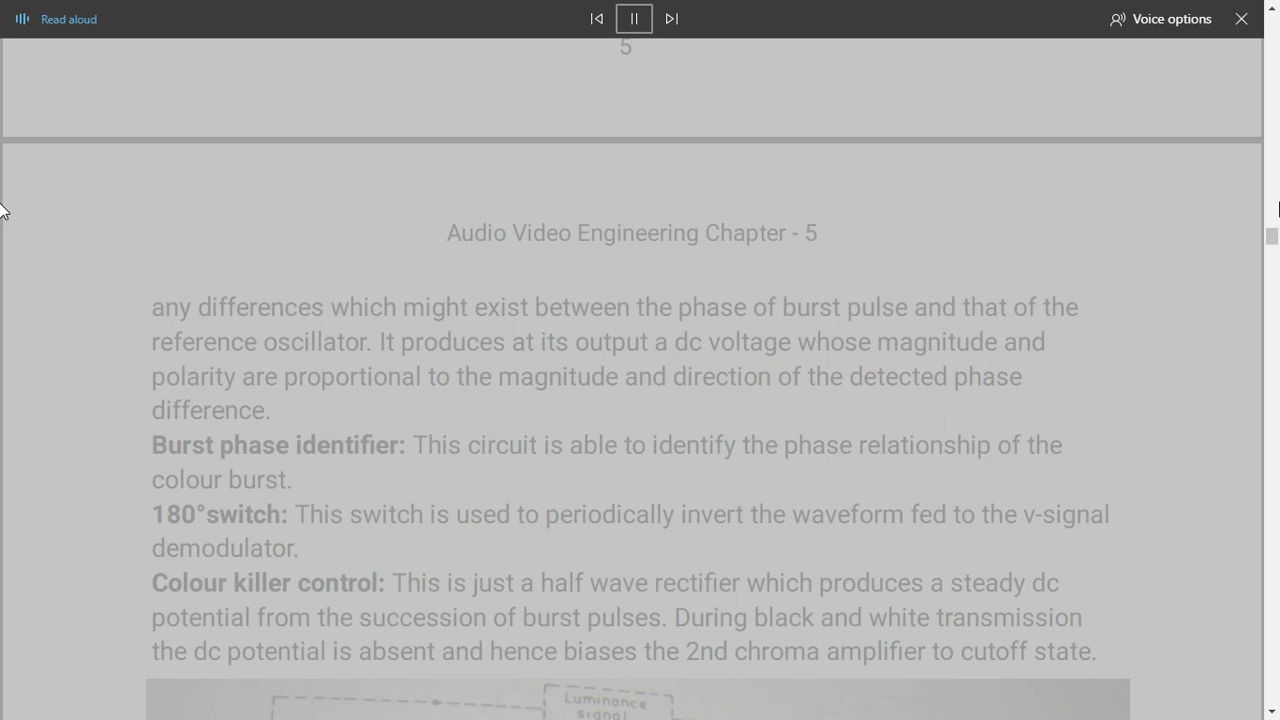 Read aloud
Voice options
5
Audio Video Engineering Chapter - 5
any differences which might exist between the phase of burst pulse and that of the
reference oscillator. It produces at its output a dc voltage whose magnitude and
polarity are proportional to the magnitude and direction of the detected phase
difference.
Burst phase identifier: This circuit is able to identify the phase relationship of the
colour burst.
180°switch: This switch is used to periodically invert the waveform fed to the v-signal
demodulator.
Colour killer control: This is just a half wave rectifier which produces a steady dc
potential from the succession of burst pulses. During black and white transmission
the dc potential is absent and hence biases the 2nd chroma amplifier to cutoff state.
Luminance
signal